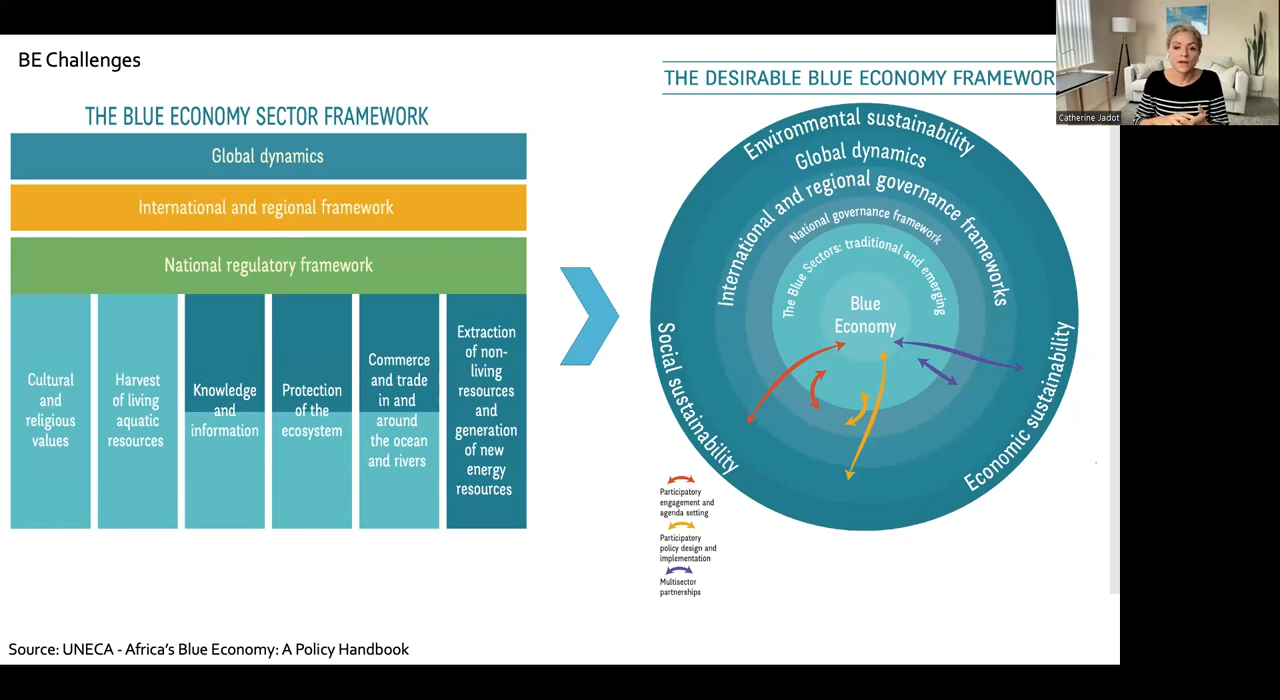 BE Challenges
THE BLUE ECONOMY SECTOR FRAMEWORK
Global dynamics
International and regional framework
National regulatory framework
Cultural
and
religious
values
Harvest
of living
aquatic
resources
Knowledge
and
information
Protection
of the
ecosystem
Commerce
and trade
in and
around
the ocean
and rivers
Extraction
of non-
living
resources
and
generation
of new
energy
resources
THE DESIRABLE BLUE ECONOMY FRAMEWOR
Environmental sustainability
Global dynamics
International and regional governance frameworks
National governance framework
The Blue Sectors: traditional and emerging
Blue
Economy
Social sustainability
Economic sustainability
Participatory
engagement and
agenda setting
Participatory
policy design and
implementation
Multisector
partnerships
Source: UNECA - Africa's Blue Economy: A Policy Handbook
Catherine Jadot